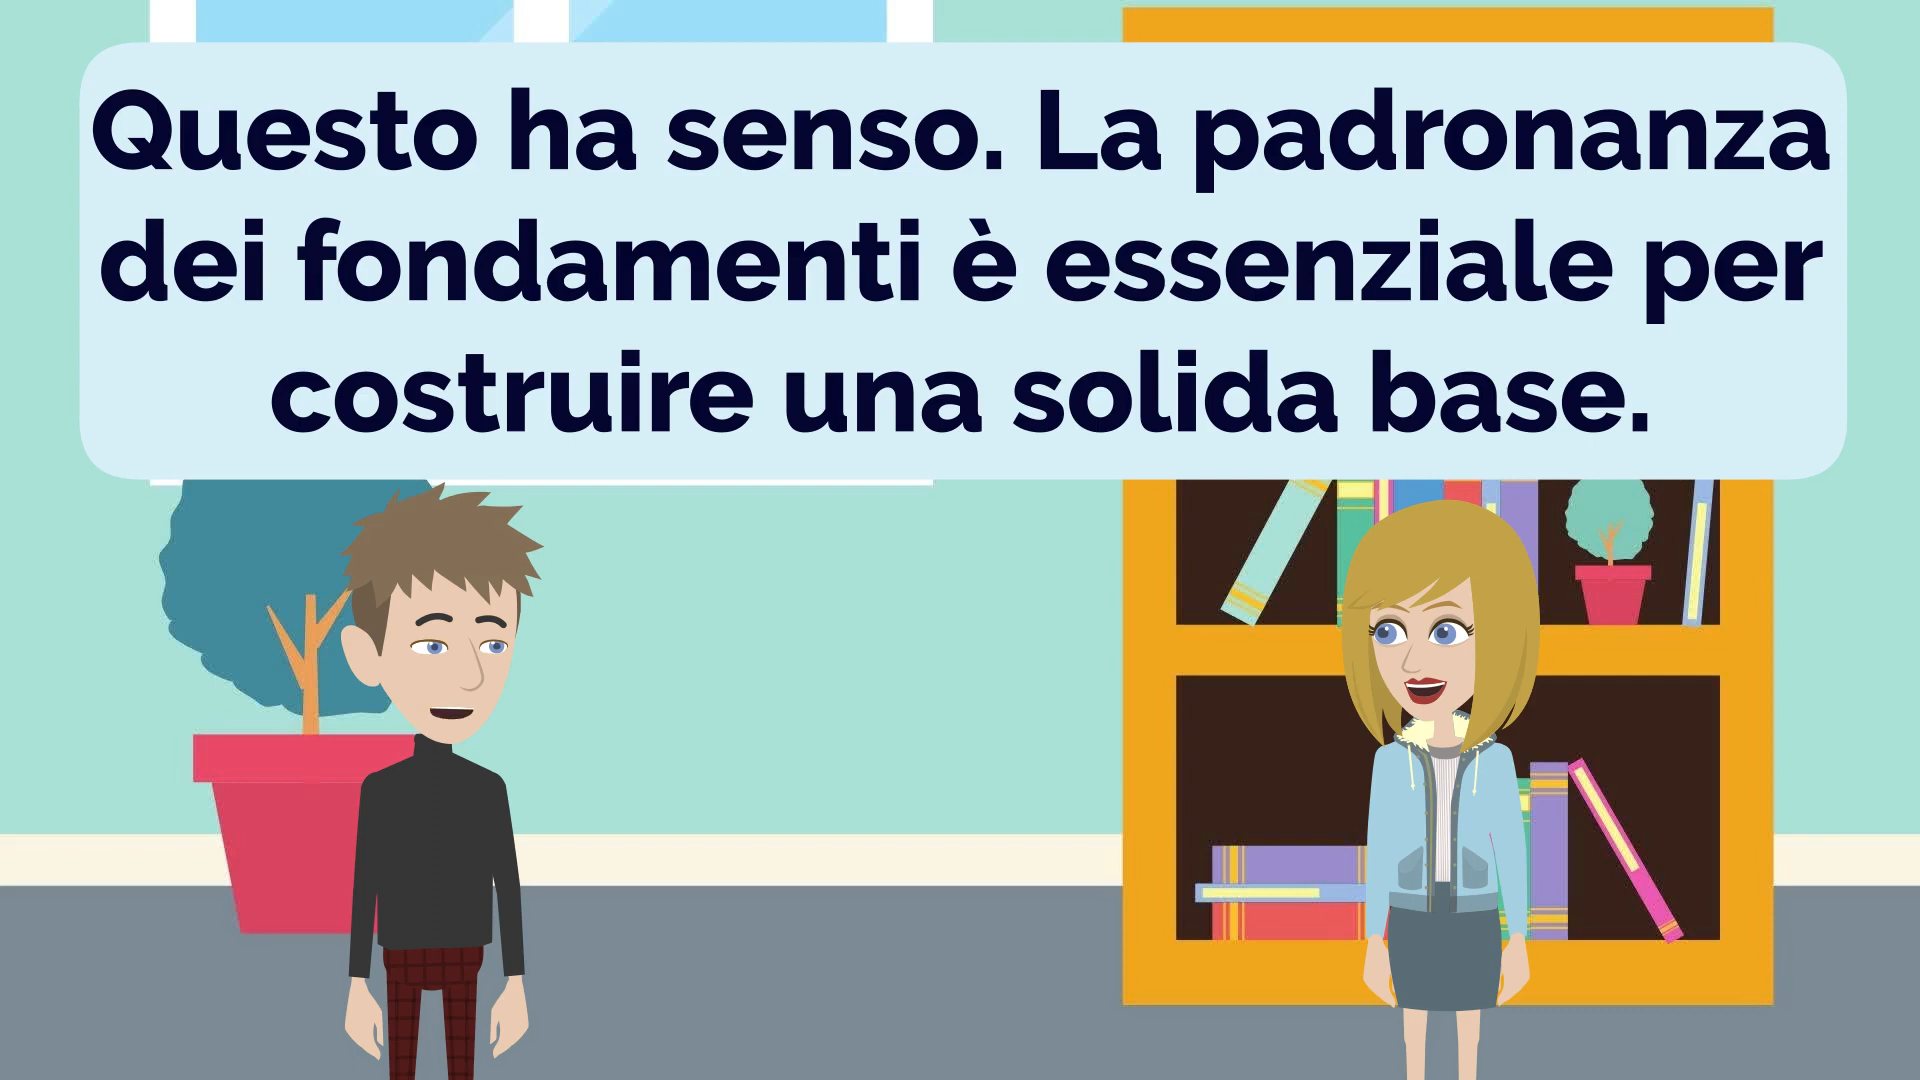 Questo ha senso. La padronanza
dei fondamenti è essenziale per
costruire una solida base.